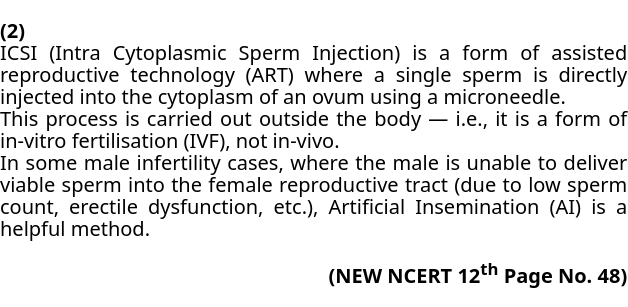 (2)
ICSI (Intra Cytoplasmic Sperm Injection) is a form of assisted
reproductive technology (ART) where a single sperm is directly
injected into the cytoplasm of an ovum using a microneedle.
This process is carried out outside the body — i.e., it is a form of
in-vitro fertilisation (IVF), not in-vivo.
In some male infertility cases, where the male is unable to deliver
viable sperm into the female reproductive tract (due to low sperm
count, erectile dysfunction, etc.), Artificial Insemination (AI) is a
helpful method.
(NEW NCERT 12th Page No. 48)